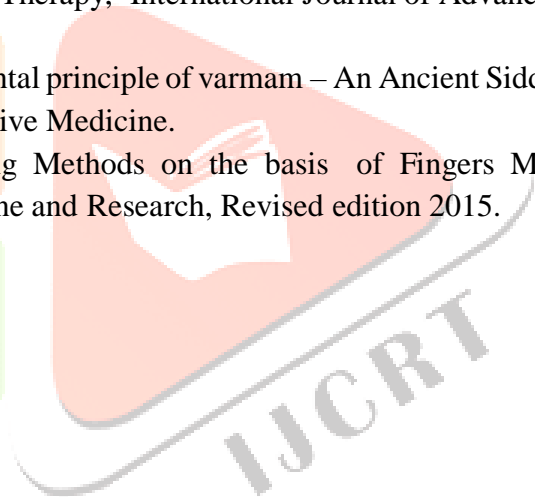 Therapy, International Journal of Advanc
ntal principle of varmam – An Ancient Sidd
ive Medicine.
g Methods on the basis of Fingers M
ne and Research, Revised edition 2015.
IJCRT